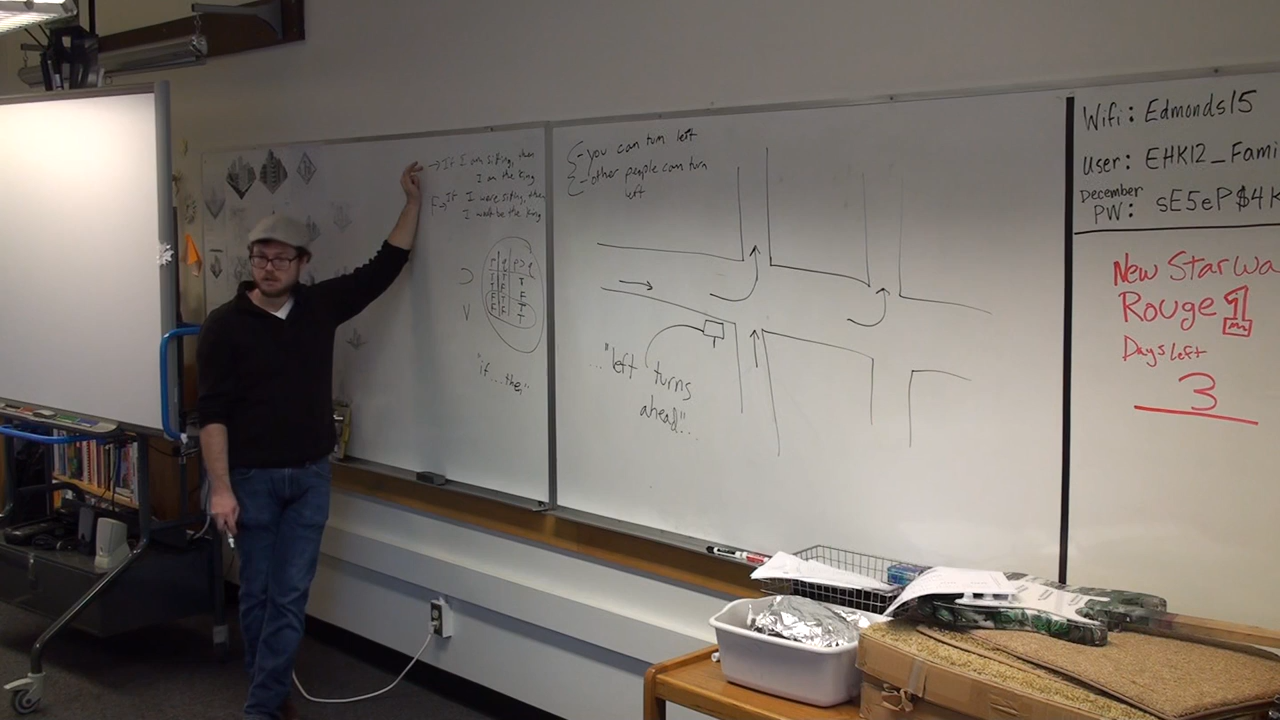 → If I am sitting, then
I am the King
F→ If I were sitting, then
I would be the King
P q P ⊃ q
T T T
T F F
F T T
F F T
⊃
V
"if...then"
- you can turn left
- other people can turn
left
..."left turns
ahead"...
Wifi: Edmonds15
User: EHK12_Fami
December
PW: sE5eP$4K
New Star Wa
Rouge 1
Days Left
3